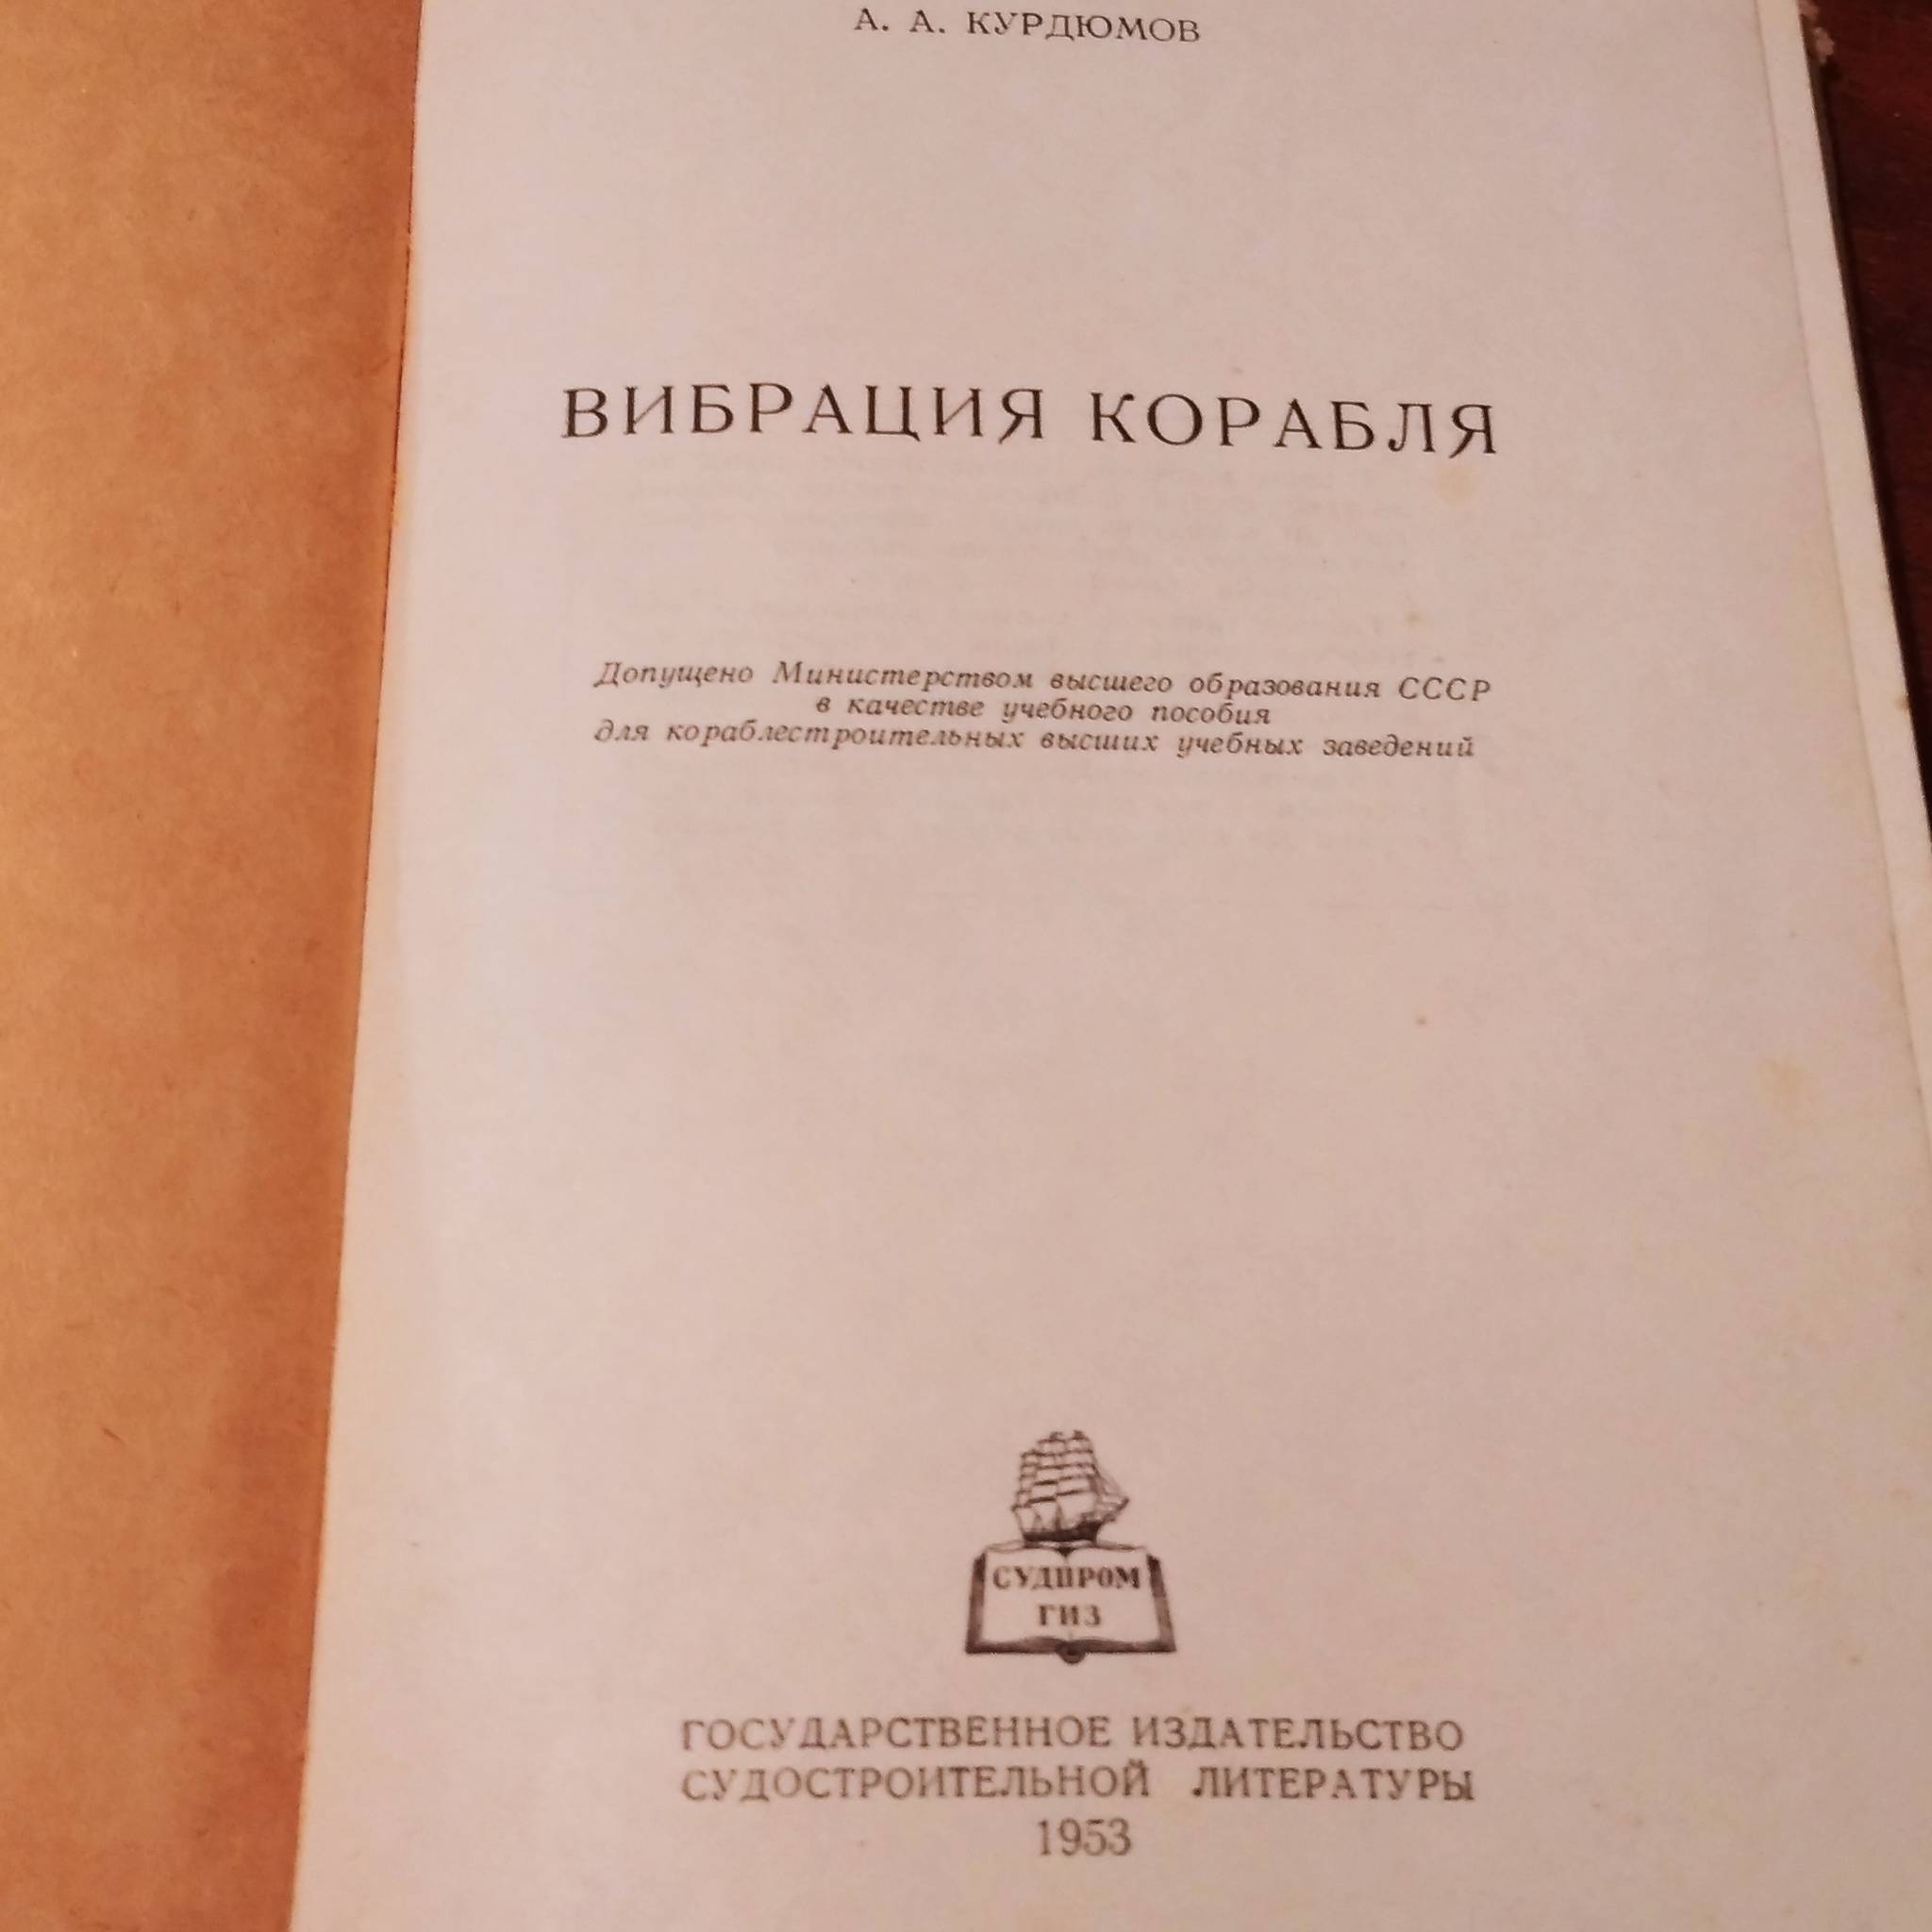 А. А. КУРДЮМОВ
ВИБРАЦИЯ КОРАБЛЯ
Допущено Министерством высшего образования СССР
в качестве учебного пособия
для кораблестроительных высших учебных заведений
СУДПРОМ
ГИЗ
ГОСУДАРСТВЕННОЕ ИЗДАТЕЛЬСТВО
СУДОСТРОИТЕЛЬНОЙ ЛИТЕРАТУРЫ
1953